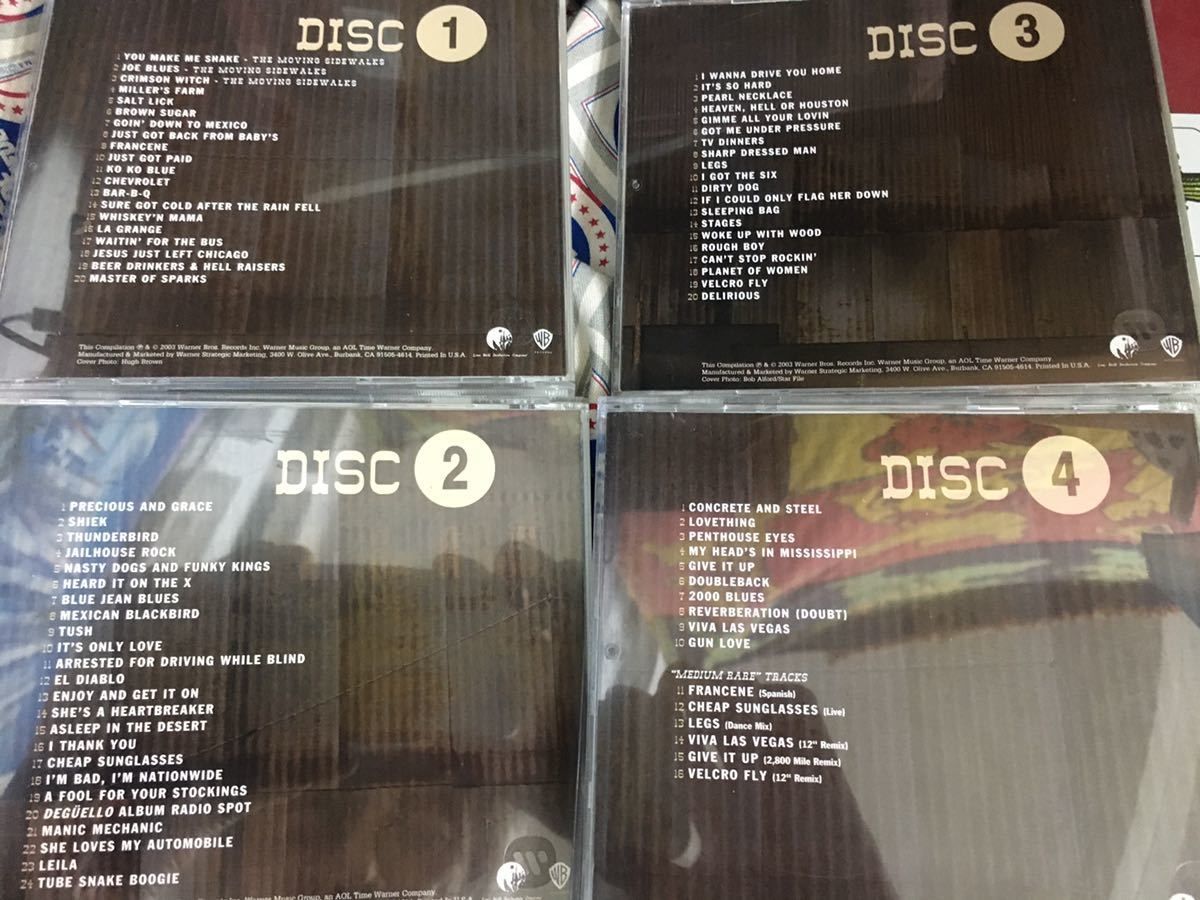 DISC 1
1 YOU MAKE ME SHAKE - THE MOVING SIDEWALKS
2 JOE BLUES - THE MOVING SIDEWALKS
3 CRIMSON WITCH - THE MOVING SIDEWALKS
4 MILLER'S FARM
5 SALT LICK
6 BROWN SUGAR
7 GOIN' DOWN TO MEXICO
8 JUST GOT BACK FROM BABY'S
9 FRANCENE
10 JUST GOT PAID
11 KO KO BLUE
12 CHEVROLET
13 BAR-B-Q
14 SURE GOT COLD AFTER THE RAIN FELL
15 WHISKEY'N MAMA
16 LA GRANGE
17 WAITIN' FOR THE BUS
18 JESUS JUST LEFT CHICAGO
19 BEER DRINKERS & HELL RAISERS
20 MASTER OF SPARKS
This Compilation ℗ & © 2003 Warner Bros. Records Inc. Warner Music Group, an AOL Time Warner Company.
Manufactured & Marketed by Warner Strategic Marketing, 3400 W. Olive Ave., Burbank, CA 91505-4614. Printed In U.S.A.
Cover Photo: Hugh Brown
DISC 3
1 I WANNA DRIVE YOU HOME
2 IT'S SO HARD
3 PEARL NECKLACE
4 HEAVEN, HELL OR HOUSTON
5 GIMME ALL YOUR LOVIN
6 GOT ME UNDER PRESSURE
7 TV DINNERS
8 SHARP DRESSED MAN
9 LEGS
10 I GOT THE SIX
11 DIRTY DOG
12 IF I COULD ONLY FLAG HER DOWN
13 SLEEPING BAG
14 STAGES
15 WOKE UP WITH WOOD
16 ROUGH BOY
17 CAN'T STOP ROCKIN'
18 PLANET OF WOMEN
19 VELCRO FLY
20 DELIRIOUS
This Compilation ℗ & © 2003 Warner Bros. Records Inc. Warner Music Group, an AOL Time Warner Company.
Manufactured & Marketed by Warner Strategic Marketing, 3400 W. Olive Ave., Burbank, CA 91505-4614. Printed In U.S.A.
Cover Photo: Bob Alford/Star File
DISC 2
1 PRECIOUS AND GRACE
2 SHIEK
3 THUNDERBIRD
4 JAILHOUSE ROCK
5 NASTY DOGS AND FUNKY KINGS
6 HEARD IT ON THE X
7 BLUE JEAN BLUES
8 MEXICAN BLACKBIRD
9 TUSH
10 IT'S ONLY LOVE
11 ARRESTED FOR DRIVING WHILE BLIND
12 EL DIABLO
13 ENJOY AND GET IT ON
14 SHE'S A HEARTBREAKER
15 ASLEEP IN THE DESERT
16 I THANK YOU
17 CHEAP SUNGLASSES
18 I'M BAD, I'M NATIONWIDE
19 A FOOL FOR YOUR STOCKINGS
20 DEGÜELLO ALBUM RADIO SPOT
21 MANIC MECHANIC
22 SHE LOVES MY AUTOMOBILE
23 LEILA
24 TUBE SNAKE BOOGIE
Inc. Warner Music Group, an AOL Time Warner Company.
DISC 4
1 CONCRETE AND STEEL
2 LOVETHING
3 PENTHOUSE EYES
4 MY HEAD'S IN MISSISSIPPI
5 GIVE IT UP
6 DOUBLEBACK
7 2000 BLUES
8 REVERBERATION (DOUBT)
9 VIVA LAS VEGAS
10 GUN LOVE
"MEDIUM RARE" TRACKS
11 FRANCENE (Spanish)
12 CHEAP SUNGLASSES (Live)
13 LEGS (Dance Mix)
14 VIVA LAS VEGAS (12" Remix)
15 GIVE IT UP (2,800 Mile Remix)
16 VELCRO FLY (12" Remix)